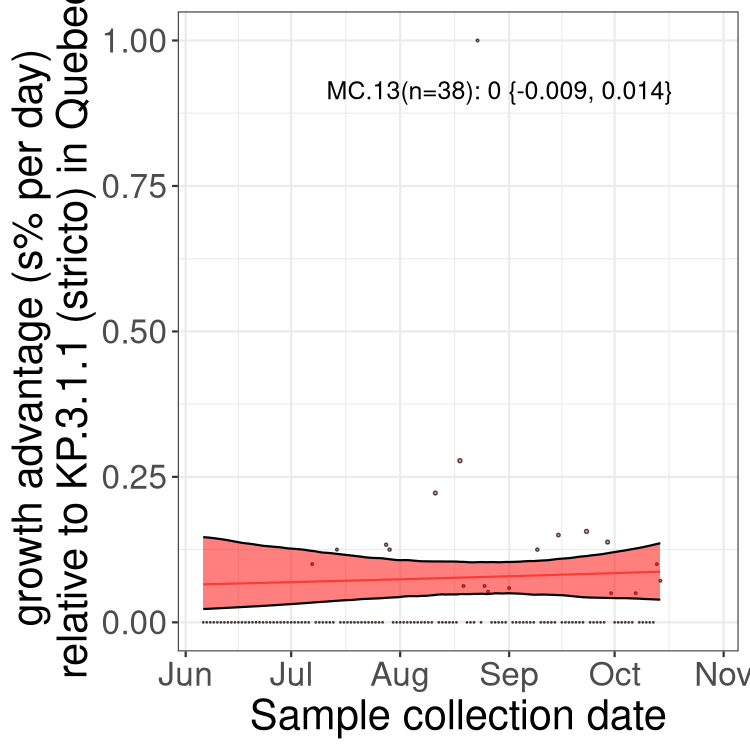 growth advantage (s% per day)
relative to KP.3.1.1 (stricto) in Quebec
1.00
0.75
0.50
0.25
0.00
MC.13(n=38): 0 {-0.009, 0.014}
Jun Jul Aug Sep Oct Nov
Sample collection date